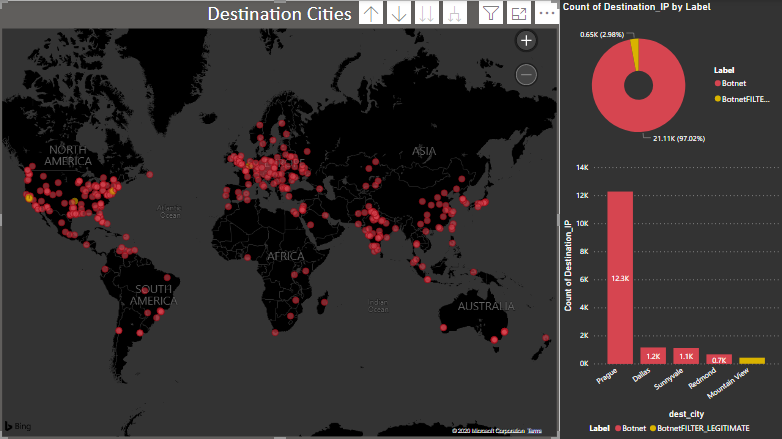 Destination Cities
NORTH
AMERICA
ASIA
Atlantic
Ocean
AFRICA
SOUTH
AMERICA
Indian
Ocean
AUSTRALIA
Bing
© 2020 Microsoft Corporation Terms
Count of Destination_IP by Label
0.65K (2.98%)
21.11K (97.02%)
Label
Botnet
BotnetFILTE...
Count of Destination_IP
14K
12K
10K
8K
6K
4K
2K
0K
12.3K
1.2K
1.1K
0.7K
Prague
Dallas
Sunnyvale
Redmond
Mountain View
dest_city
Label Botnet BotnetFILTER_LEGITIMATE